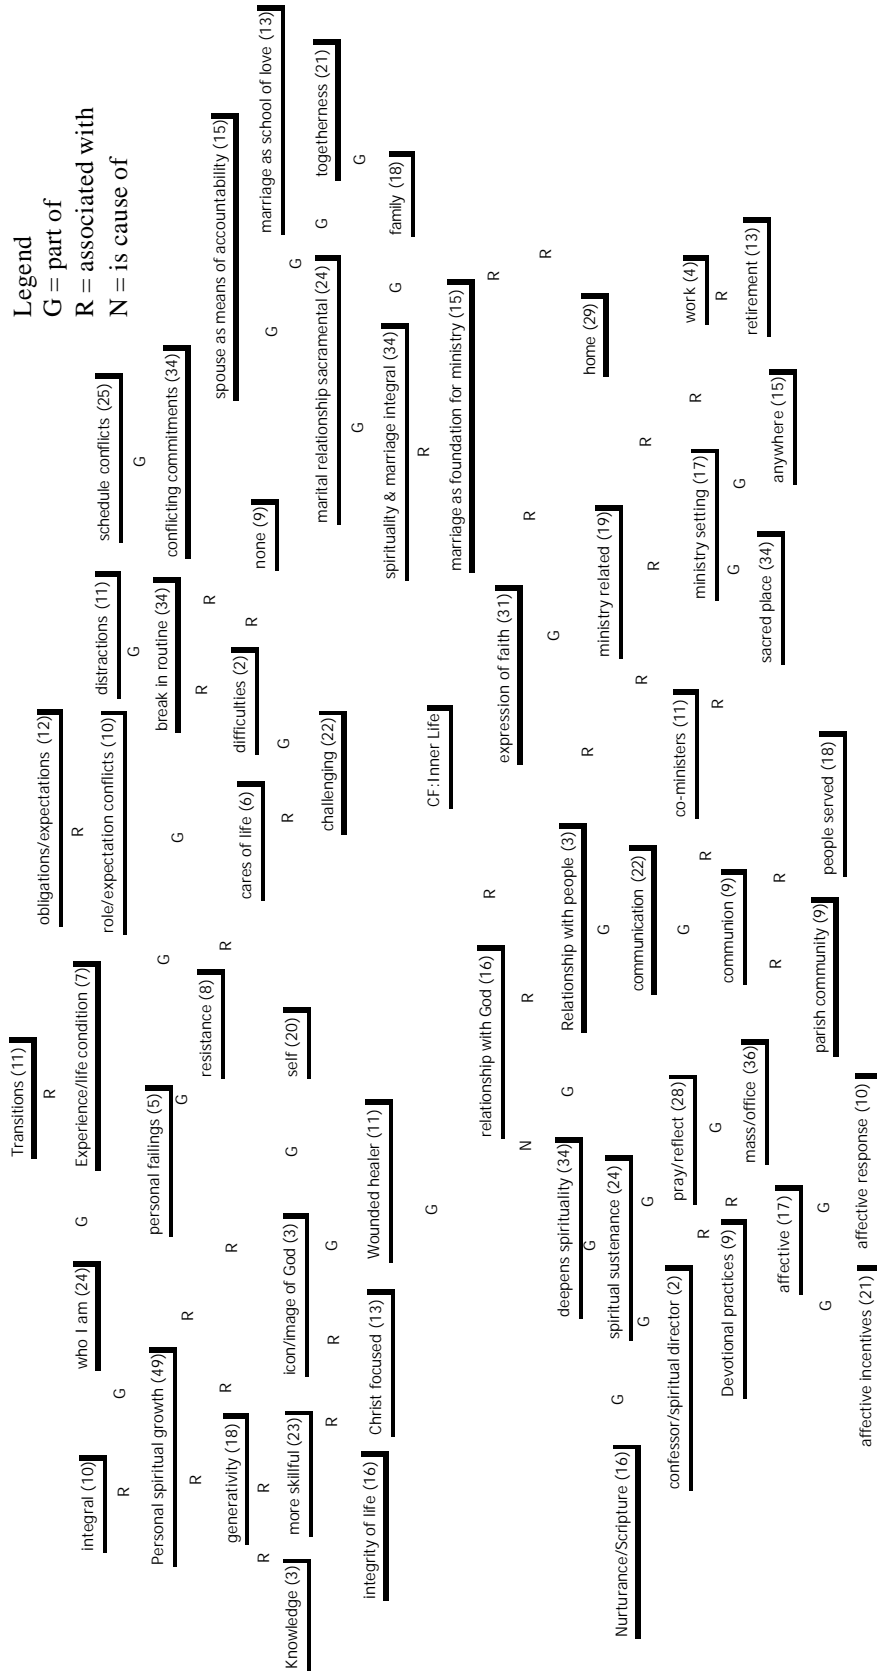 Transitions (11)
Legend
R
obligations/expectations (12)
G = part of
integral (10)
G
who I am (24)
Experience/life condition (7)
R
R = associated with
role/expectation conflicts (10)
distractions (11)
schedule conflicts (25)
N = is cause of
R
G
G
G
Personal spiritual growth (49)
personal failings (5)
G
break in routine (34)
conflicting commitments (34)
R
G
G
R
resistance (8)
R
R
spouse as means of accountability (15)
generativity (18)
R
R
R
cares of life (6)
difficulties (2)
R
none (9)
G
marriage as school of love (13)
R
R
Knowledge (3)
more skillful (23)
icon/image of God (3)
G
self (20)
R
G
G
R
R
G
challenging (22)
marital relationship sacramental (24)
G
togetherness (21)
integrity of life (16)
Christ focused (13)
Wounded healer (11)
G
G
spirituality & marriage integral (34)
G
family (18)
G
CF:Inner Life
R
marriage as foundation for ministry (15)
relationship with God (16)
R
expression of faith (31)
R
N
R
R
R
deepens spirituality (34)
G
Relationship with people (3)
G
G
R
home (29)
G
spiritual sustenance (24)
G
ministry related (19)
Nurturance/Scripture (16)
G
G
communication (22)
R
R
R
confessor/spiritual director (2)
pray/reflect (28)
G
co-ministers (11)
R
work (4)
R
G
R
R
ministry setting (17)
R
Devotional practices (9)
R
communion (9)
G
G
mass/office (36)
sacred place (34)
retirement (13)
affective (17)
R
R
anywhere (15)
G
G
parish community (9)
people served (18)
affective incentives (21)
affective response (10)